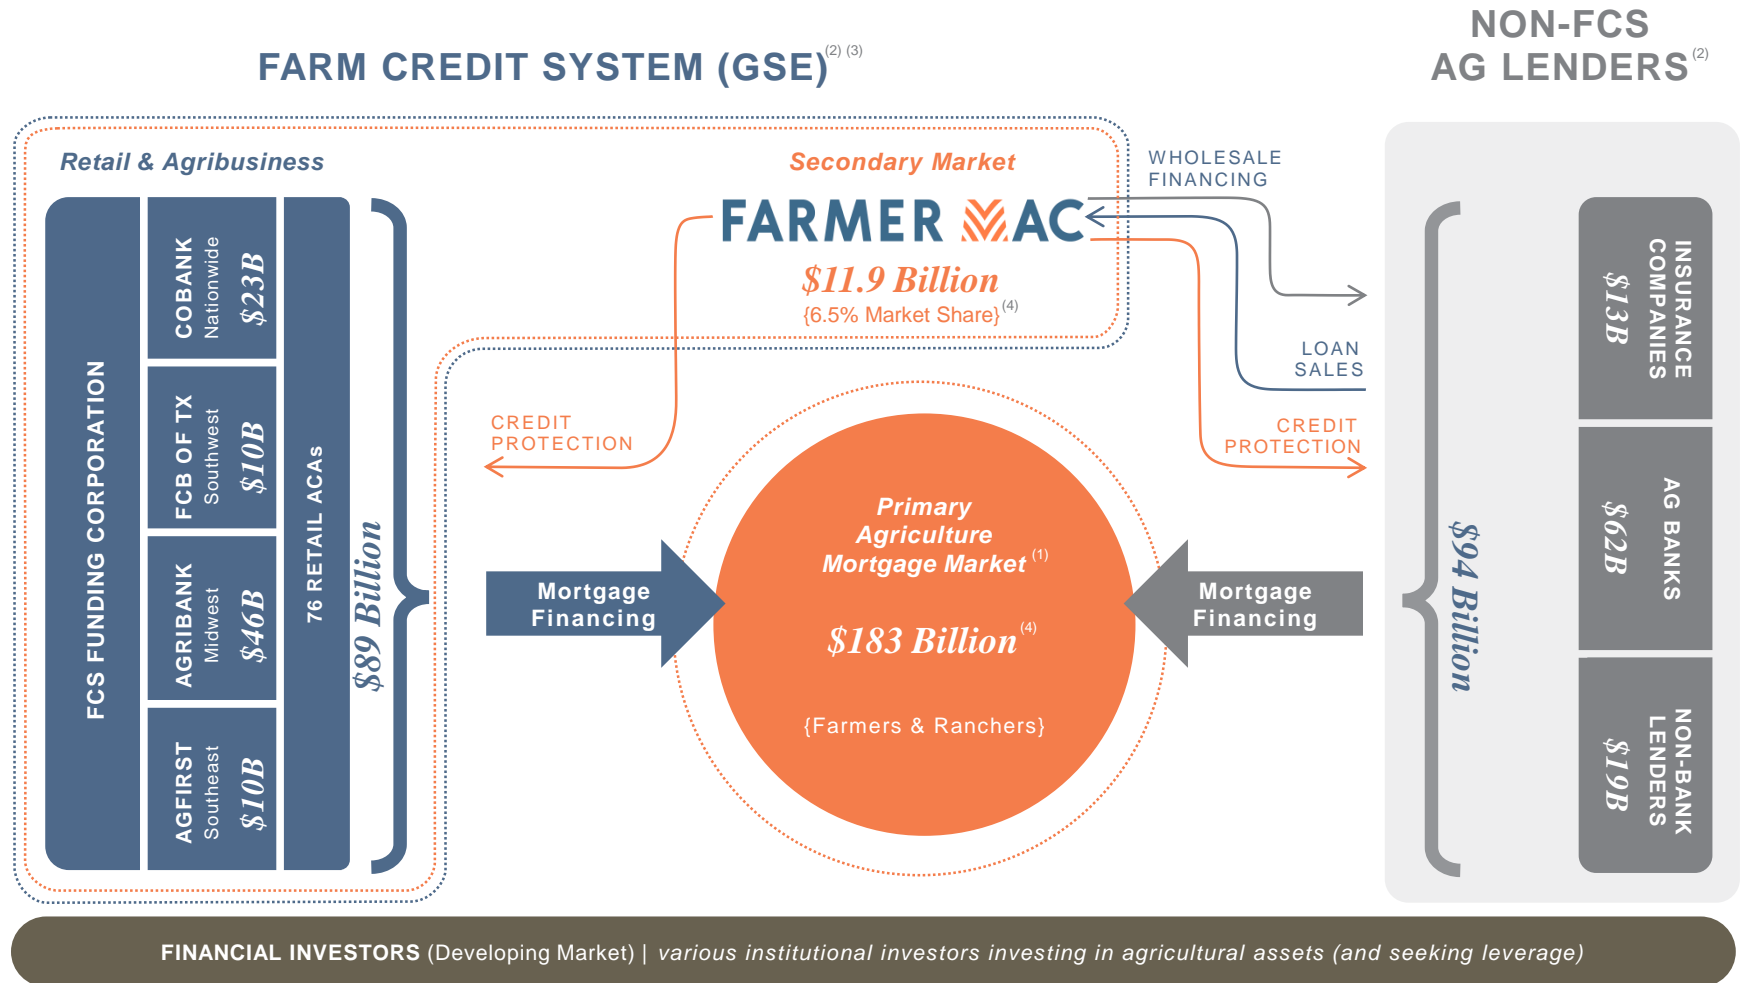 FARM CREDIT SYSTEM (GSE)(2) (3)
NON-FCS
AG LENDERS(2)
Retail & Agribusiness
FCS FUNDING CORPORATION
COBANK
Nationwide
$23B
FCB OF TX
Southwest
$10B
AGRIBANK
Midwest
$46B
AGFIRST
Southeast
$10B
76 RETAIL ACAs
$89 Billion
Secondary Market
FARMER MAC
$11.9 Billion
{6.5% Market Share}(4)
WHOLESALE
FINANCING
LOAN
SALES
CREDIT
PROTECTION
CREDIT
PROTECTION
Mortgage
Financing
Primary
Agriculture
Mortgage Market (1)
$183 Billion(4)
{Farmers & Ranchers}
Mortgage
Financing
$94 Billion
INSURANCE
COMPANIES
$13B
AG BANKS
$62B
NON-BANK
LENDERS
$19B
FINANCIAL INVESTORS (Developing Market) | various institutional investors investing in agricultural assets (and seeking leverage)